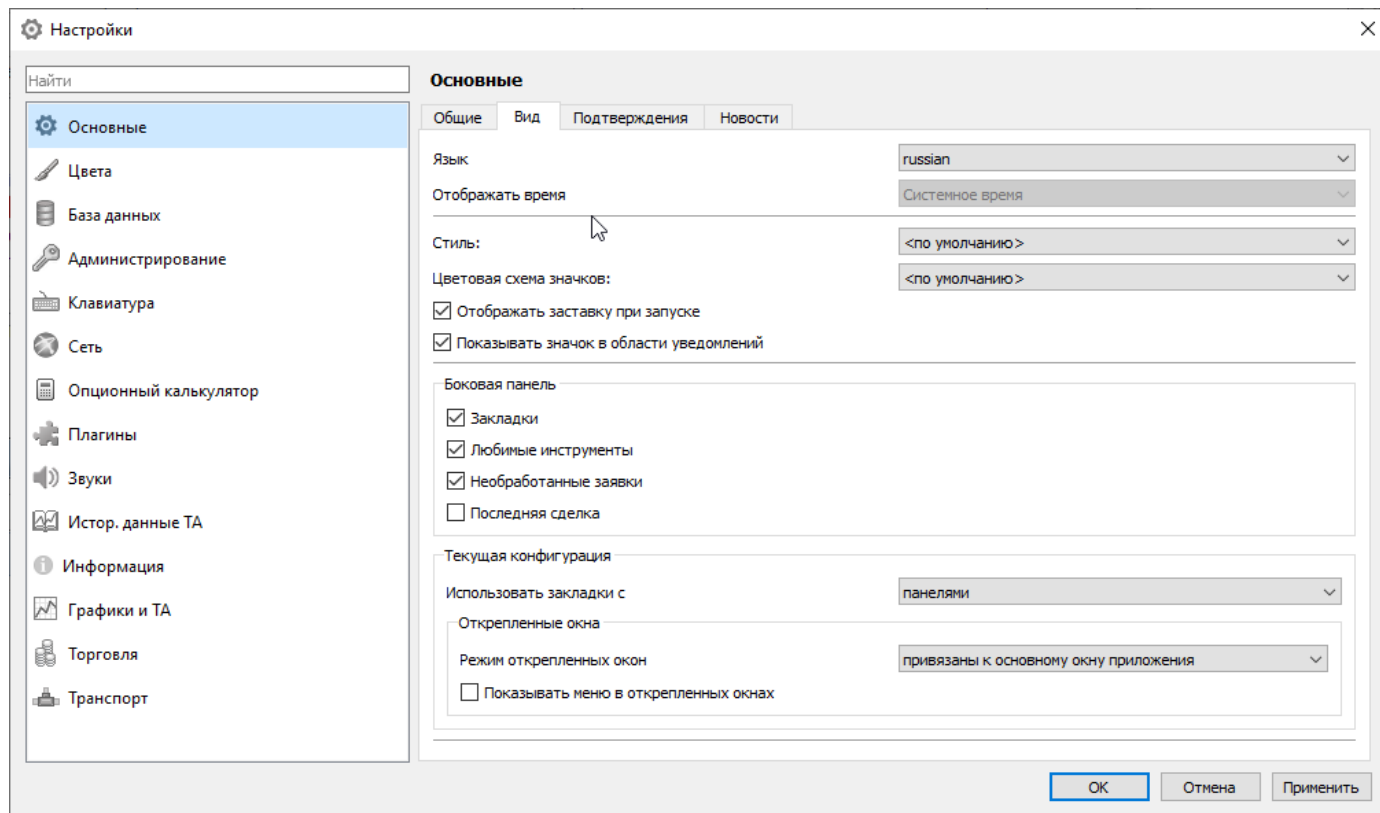 Настройки
Найти
Основные
Цвета
База данных
Администрирование
Клавиатура
Сеть
Опционный калькулятор
Плагины
Звуки
Истор. данные ТА
Информация
Графики и ТА
Торговля
Транспорт
Основные
Общие Вид Подтверждения Новости
Язык russian
Отображать время Системное время
Стиль: <по умолчанию>
Цветовая схема значков: <по умолчанию>
Отображать заставку при запуске
Показывать значок в области уведомлений
Боковая панель
Закладки
Любимые инструменты
Необработанные заявки
Последняя сделка
Текущая конфигурация
Использовать закладки с панелями
Открепленные окна
Режим открепленных окон привязаны к основному окну приложения
Показывать меню в открепленных окнах
OK Отмена Применить